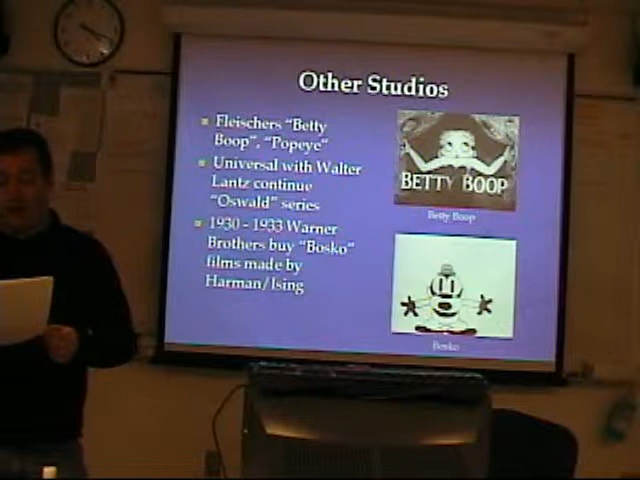 Other Studios
Fleischers "Betty
Boop", "Popeye"
Universal with Walter
Lantz continue
"Oswald" series
1930 - 1933 Warner
Brothers buy "Bosko"
films made by
Harman/Ising
BETTY BOOP
Betty Boop
Bosko